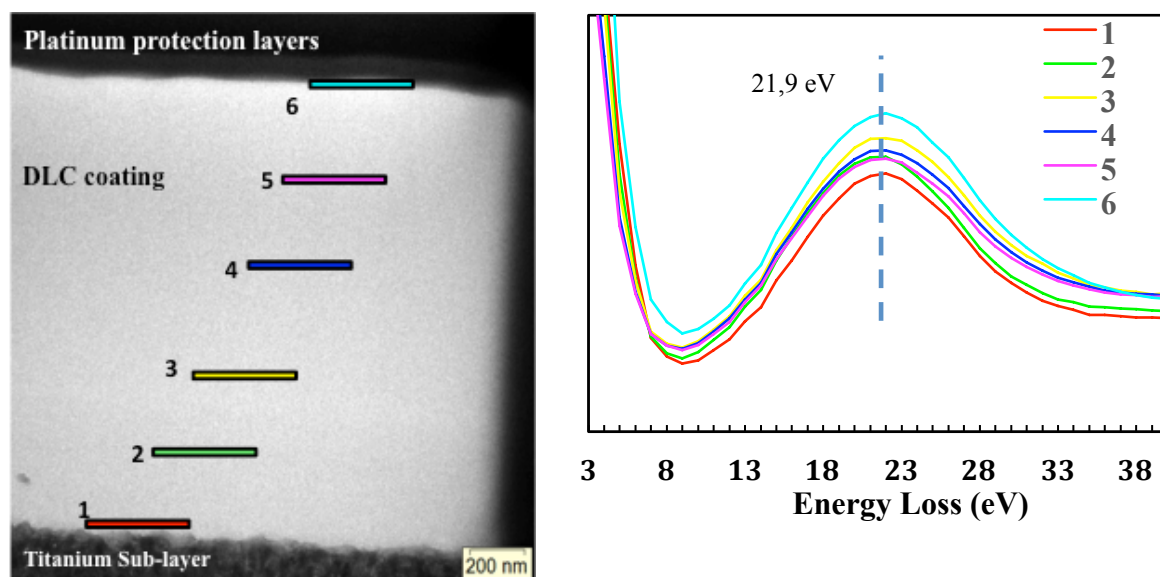 Platinum protection layers
6
DLC coating
5
4
3
2
1
Titanium Sub-layer
200 nm
21,9 eV
1
2
3
4
5
6
3 8 13 18 23 28 33 38
Energy Loss (eV)